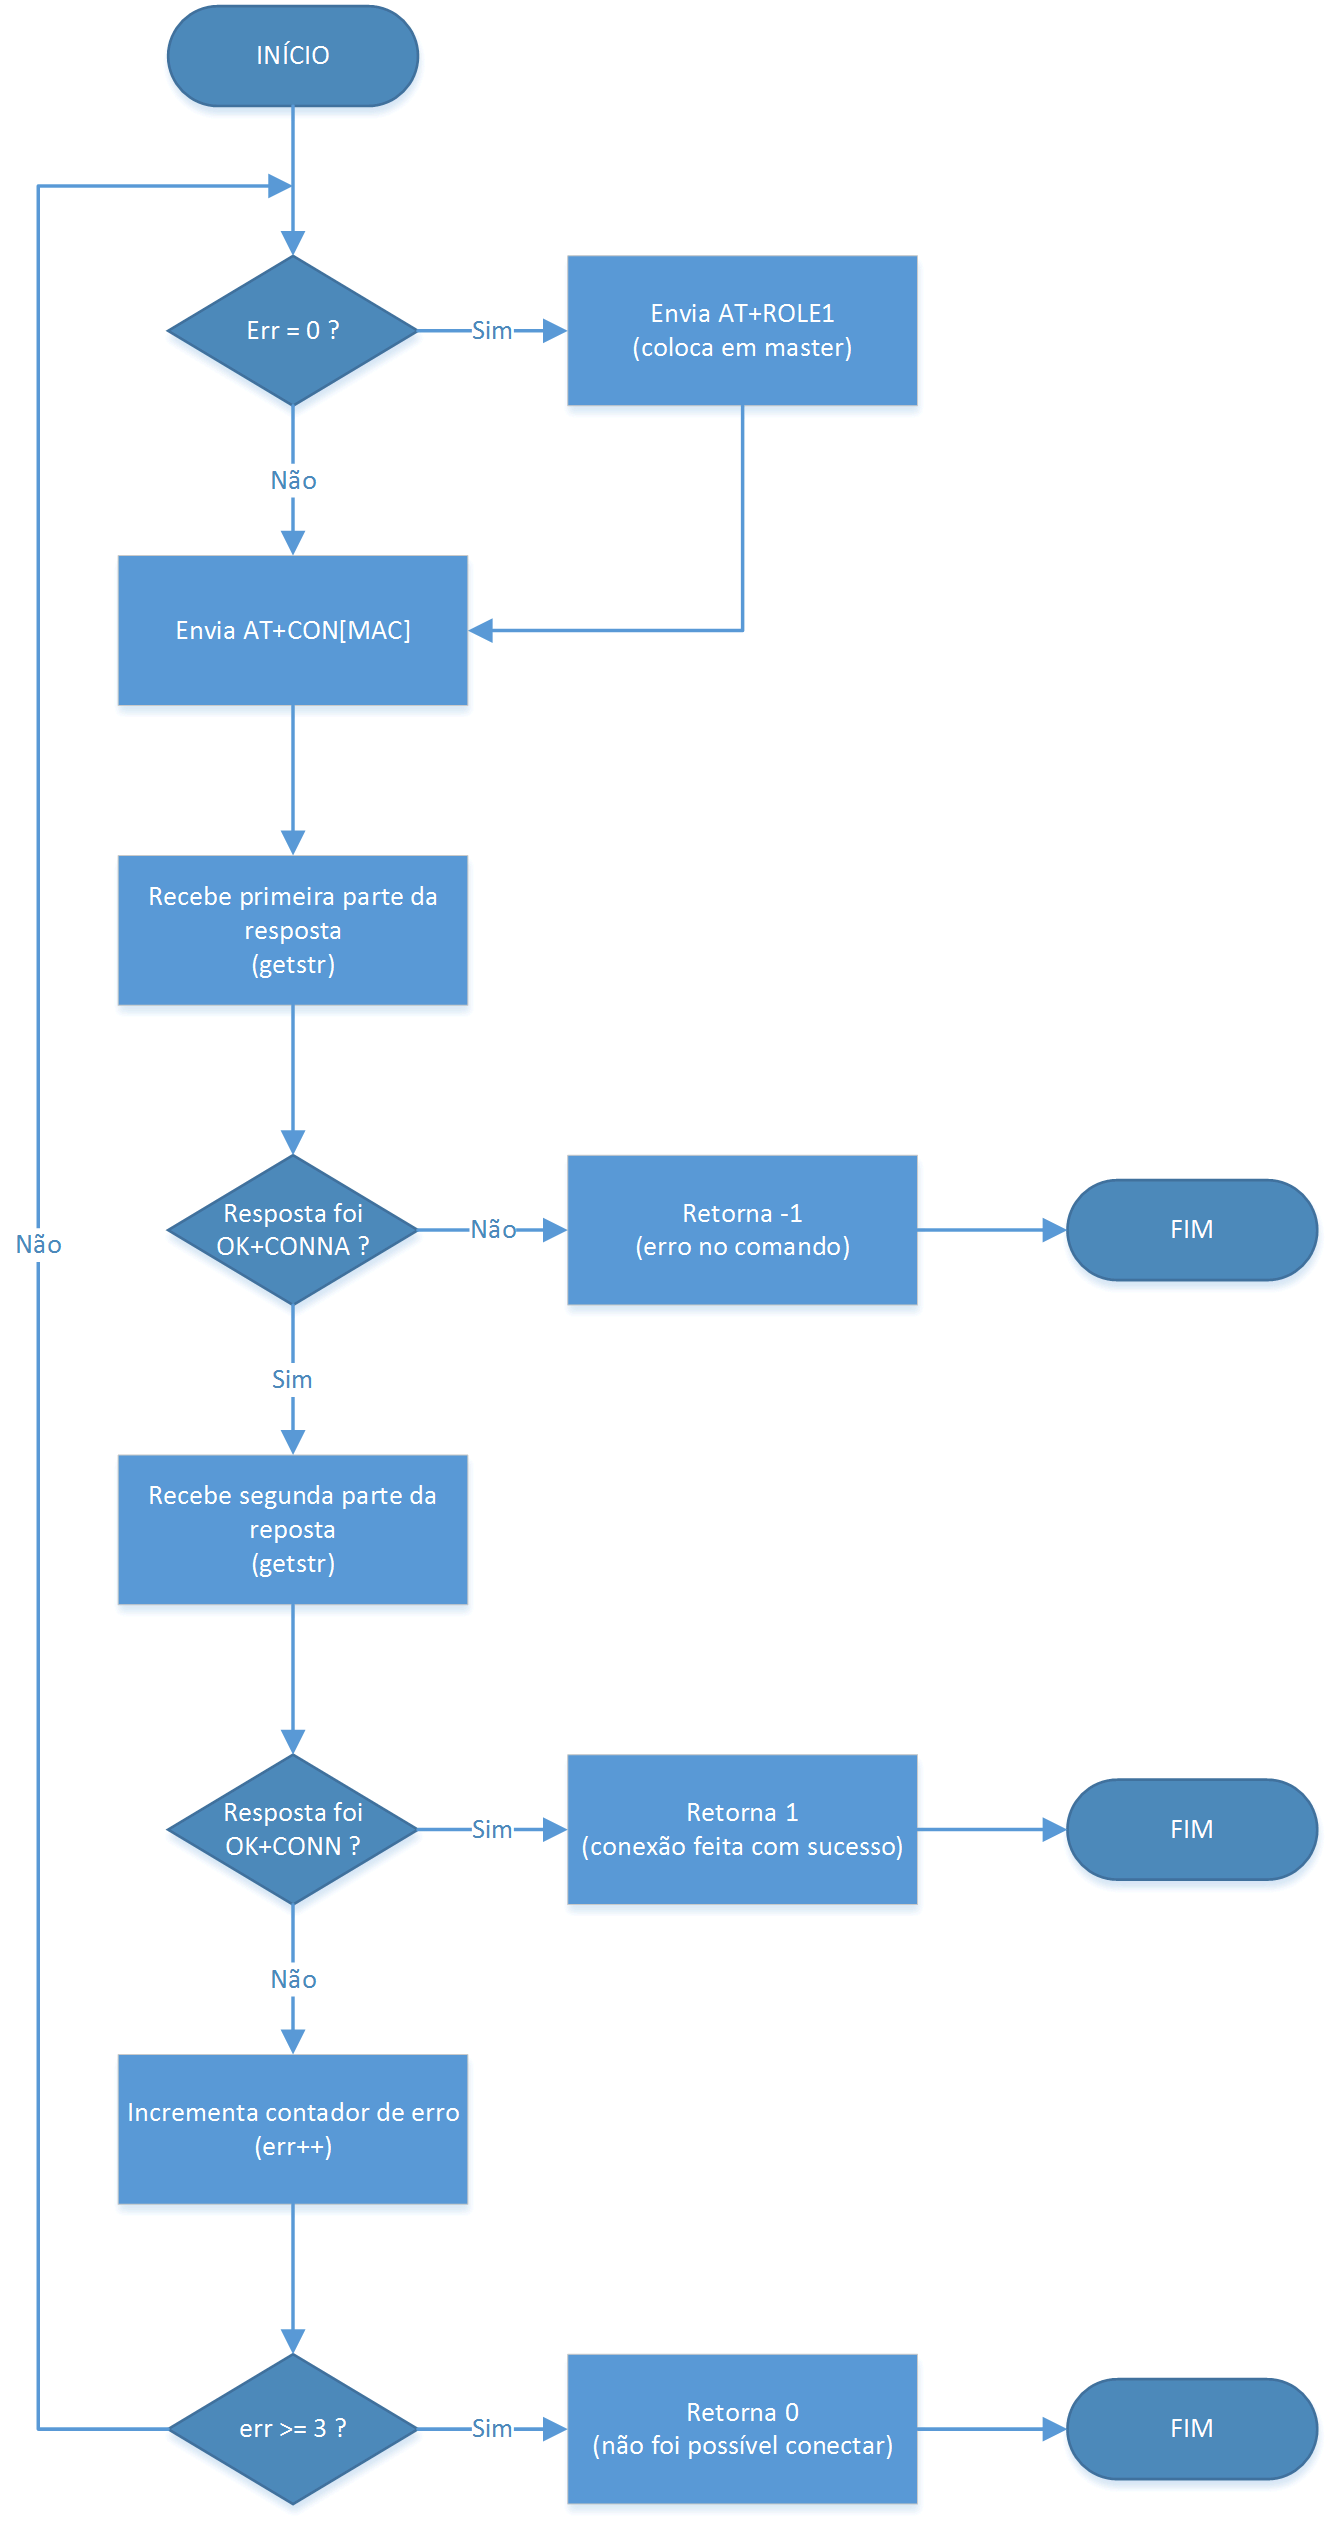 INÍCIO
Err = 0 ?
Sim
Envia AT+ROLE1
(coloca em master)
Não
Envia AT+CON[MAC]
Recebe primeira parte da
resposta
(getstr)
Resposta foi
OK+CONNA ?
Não
Retorna -1
(erro no comando)
FIM
Não
Sim
Recebe segunda parte da
reposta
(getstr)
Resposta foi
OK+CONN ?
Sim
Retorna 1
(conexão feita com sucesso)
FIM
Não
Incrementa contador de erro
(err++)
err >= 3 ?
Sim
Retorna 0
(não foi possível conectar)
FIM